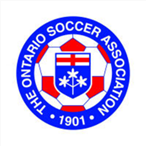 THE ONTARIO SOCCER ASSOCIATION
• 1901 •